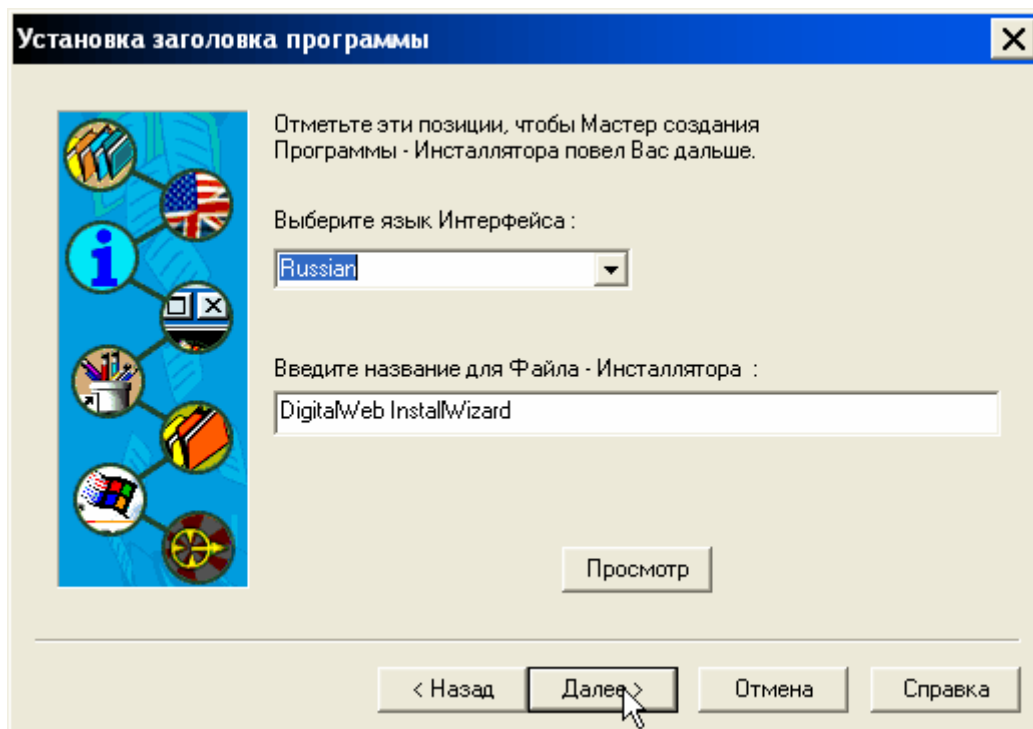 Установка заголовка программы
Отметьте эти позиции, чтобы Мастер создания
Программы - Инсталлятора повел Вас дальше.
Выберите язык Интерфейса :
Russian
Введите название для Файла - Инсталлятора :
DigitalWeb InstallWizard
Просмотр
< Назад
Далее >
Отмена
Справка